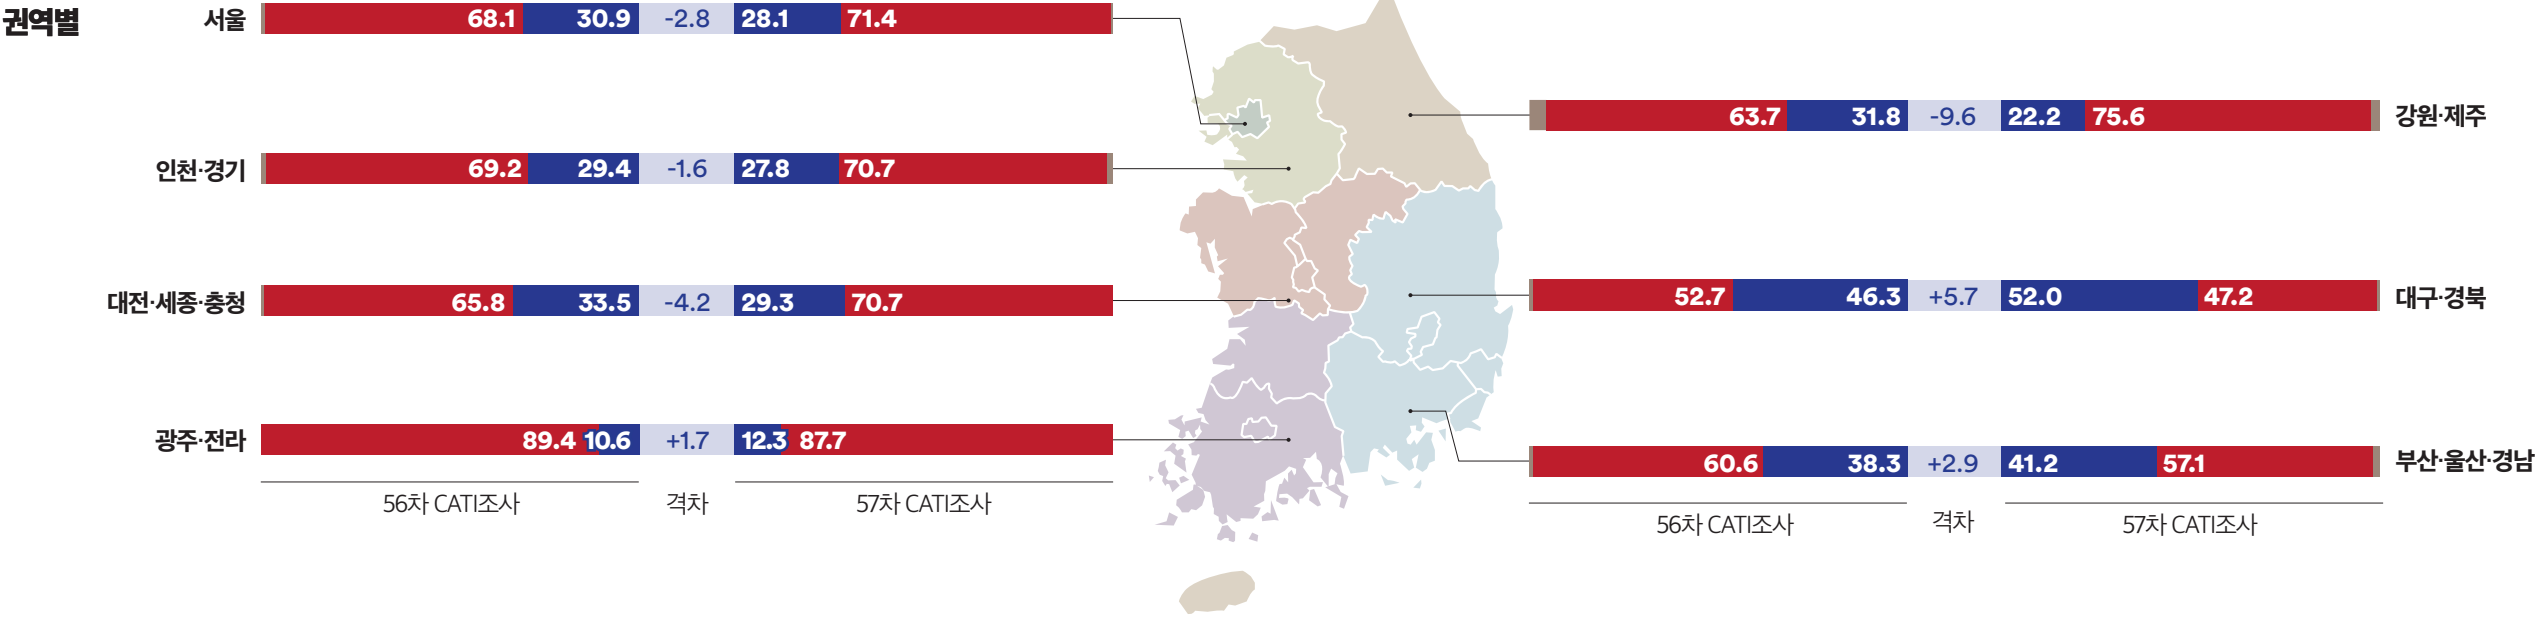 권역별
서울 68.1 30.9 -2.8 28.1 71.4
인천·경기 69.2 29.4 -1.6 27.8 70.7
대전·세종·충청 65.8 33.5 -4.2 29.3 70.7
광주·전라 89.4 10.6 +1.7 12.3 87.7
56차 CATI조사 격차 57차 CATI조사
63.7 31.8 -9.6 22.2 75.6 강원·제주
52.7 46.3 +5.7 52.0 47.2 대구·경북
60.6 38.3 +2.9 41.2 57.1 부산·울산·경남
56차 CATI조사 격차 57차 CATI조사